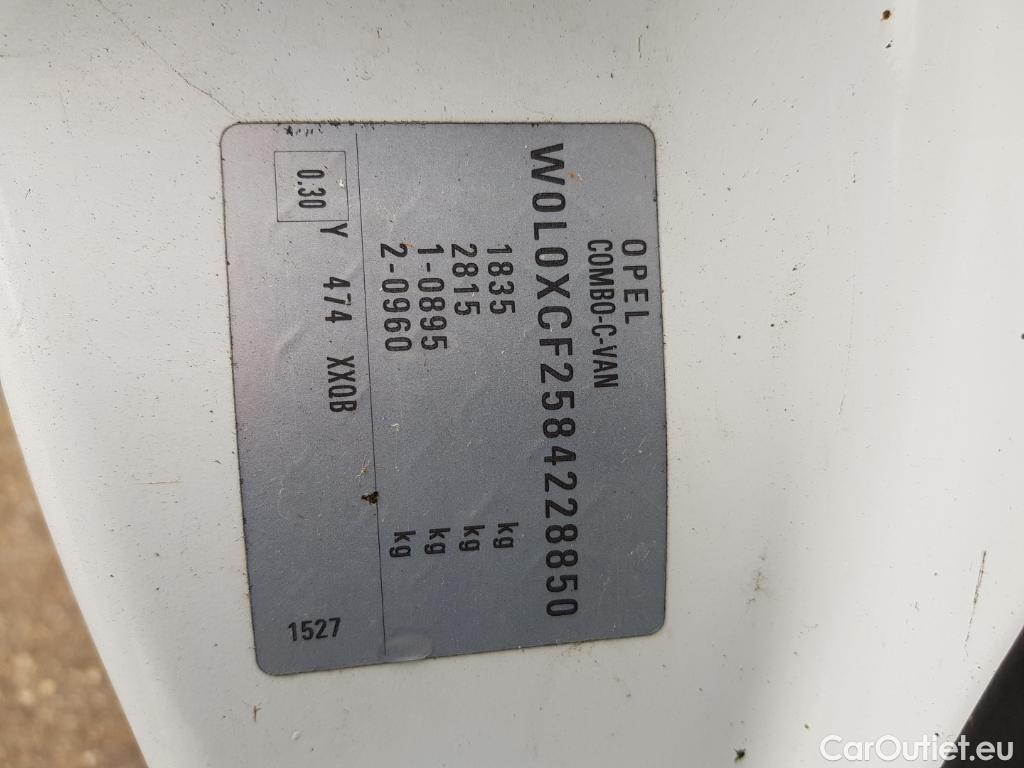 OPEL
COMBO-C-VAN
W0L0XCF2584228850
1835 kg
2815 kg
1-0895 kg
2-0960 kg
0.30 Y 474 XXQB 1527
CarOutlet.eu